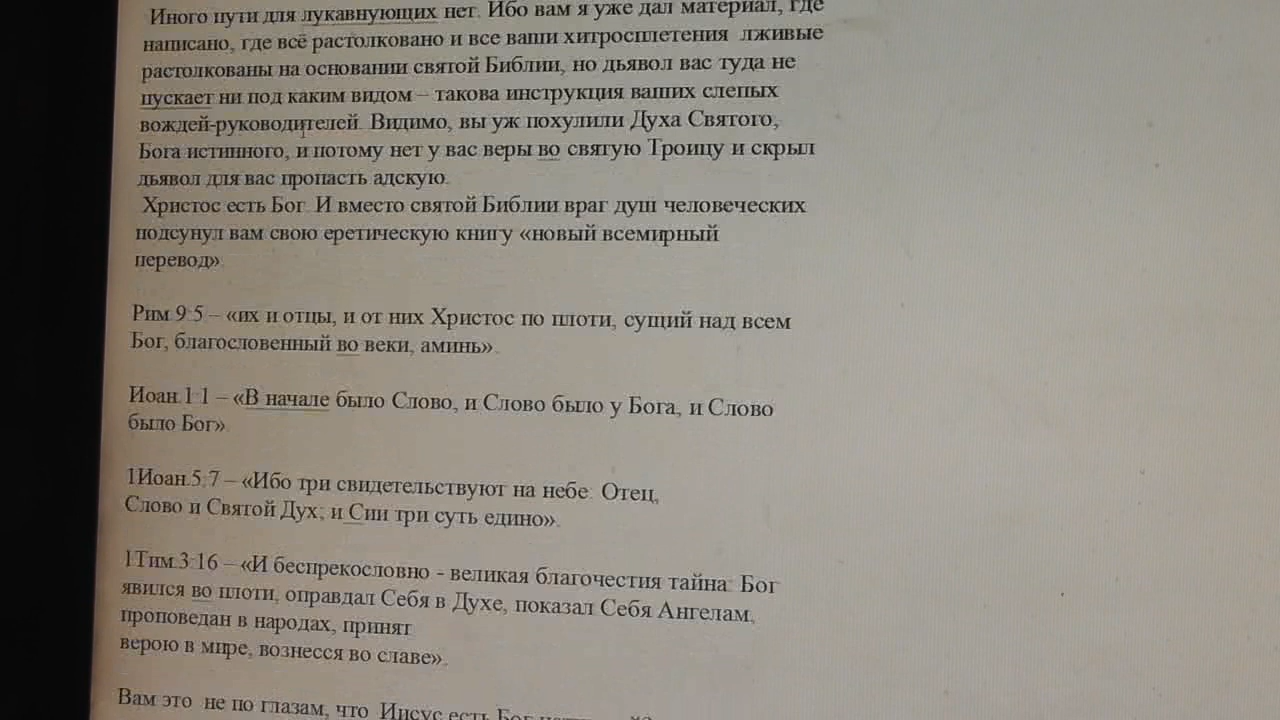 Иного пути для лукавнующих нет. Ибо вам я уже дал материал, где
написано, где всё растолковано и все ваши хитросплетения лживые
растолкованы на основании святой Библии, но дьявол вас туда не
пускает ни под каким видом – такова инструкция ваших слепых
вождей-руководителей. Видимо, вы уж похулили Духа Святого,
Бога истинного, и потому нет у вас веры во святую Троицу и скрыл
дьявол для вас пропасть адскую.
Христос есть Бог. И вместо святой Библии враг душ человеческих
подсунул вам свою еретическую книгу «новый всемирный
перевод».
Рим.9:5 – «их и отцы, и от них Христос по плоти, сущий над всем
Бог, благословенный во веки, аминь».
Иоан.1:1 – «В начале было Слово, и Слово было у Бога, и Слово
было Бог».
1Иоан.5:7 – «Ибо три свидетельствуют на небе: Отец,
Слово и Святой Дух; и Сии три суть едино».
1Тим.3:16 – «И беспрекословно - великая благочестия тайна: Бог
явился во плоти, оправдал Себя в Духе, показал Себя Ангелам,
проповедан в народах, принят
верою в мире, вознесся во славе».
Вам это не по глазам, что Иисус есть Бог